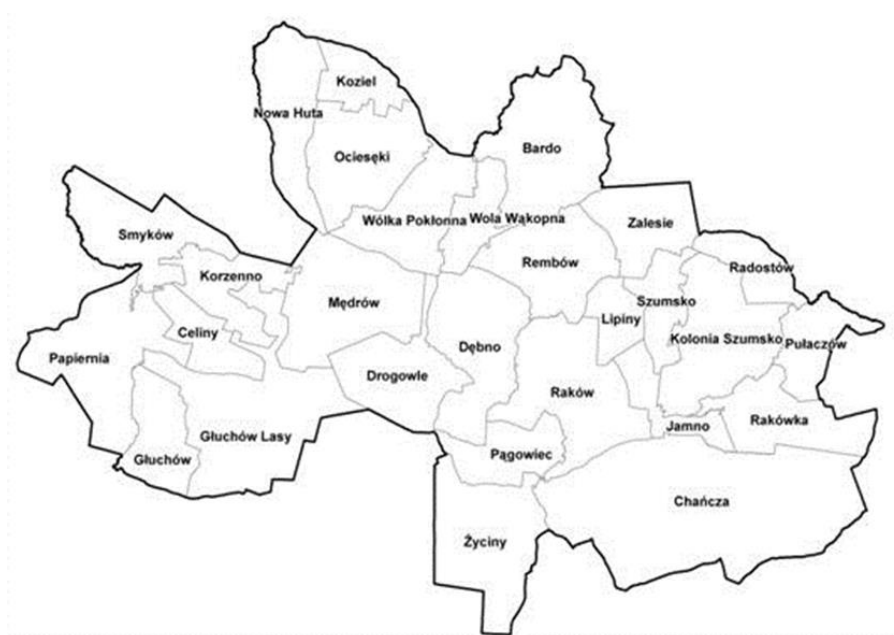 Koziel
Nowa Huta
Ociesęki
Bardo
Wólka Pokłonna
Wola Wąkopna
Zalesie
Smyków
Rembów
Radostów
Korzenno
Szumsko
Mędrów
Lipiny
Celiny
Kolonia Szumsko
Pułaczów
Dębno
Papiernia
Drogowle
Raków
Rakówka
Jamno
Głuchów Lasy
Pągowiec
Głuchów
Chańcza
Życiny